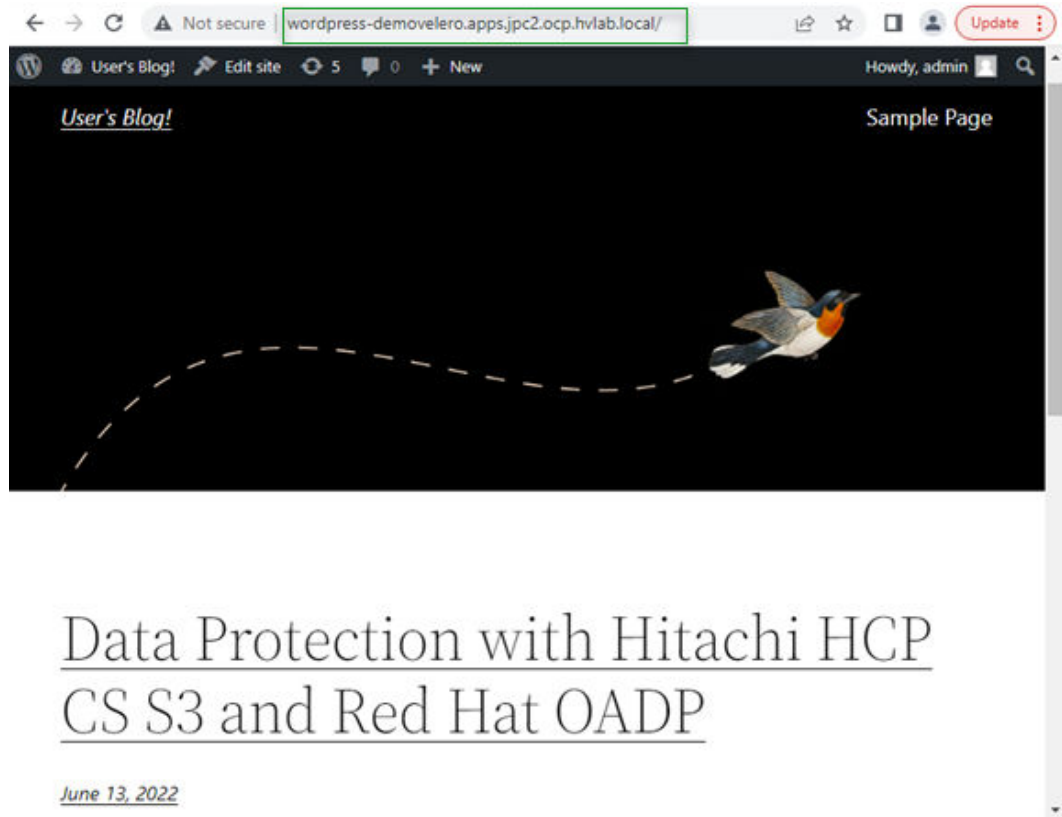 Not secure | wordpress-demovelero.apps.jpc2.ocp.hvlab.local/ Update
User's Blog! Edit site 5 0 + New Howdy, admin
User's Blog! Sample Page
Data Protection with Hitachi HCP
CS S3 and Red Hat OADP
June 13, 2022